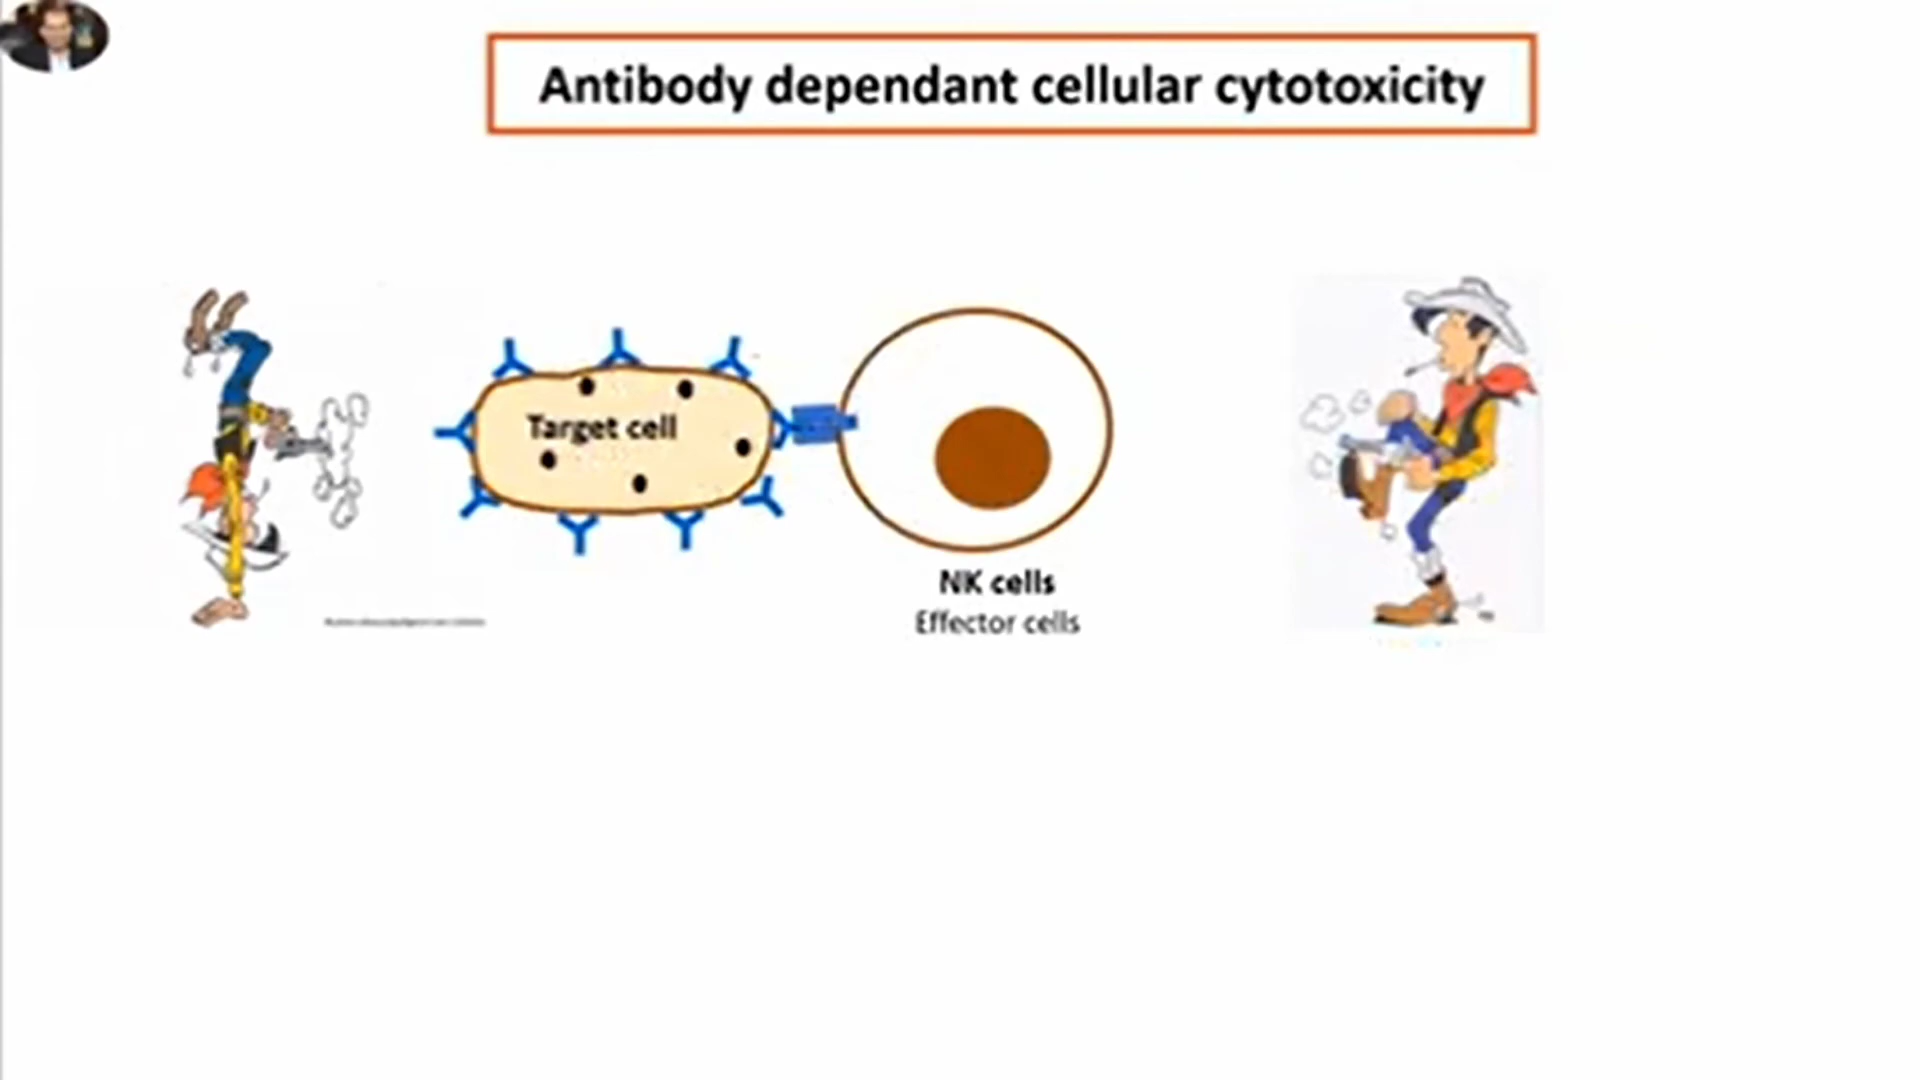 Antibody dependant cellular cytotoxicity
Target cell
NK cells
Effector cells